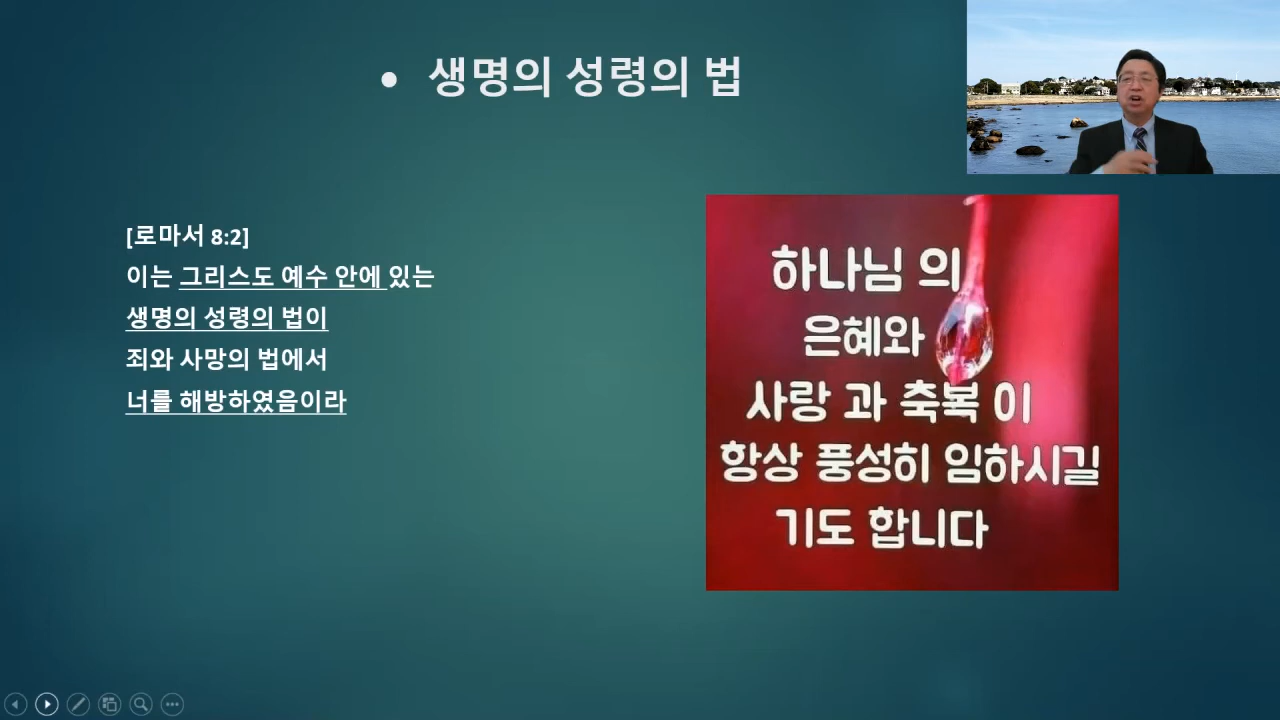 • 생명의 성령의 법
[로마서 8:2]
이는 그리스도 예수 안에 있는
생명의 성령의 법이
죄와 사망의 법에서
너를 해방하였음이라
하나님 의
은혜와
사랑 과 축복 이
항상 풍성히 임하시길
기도 합니다